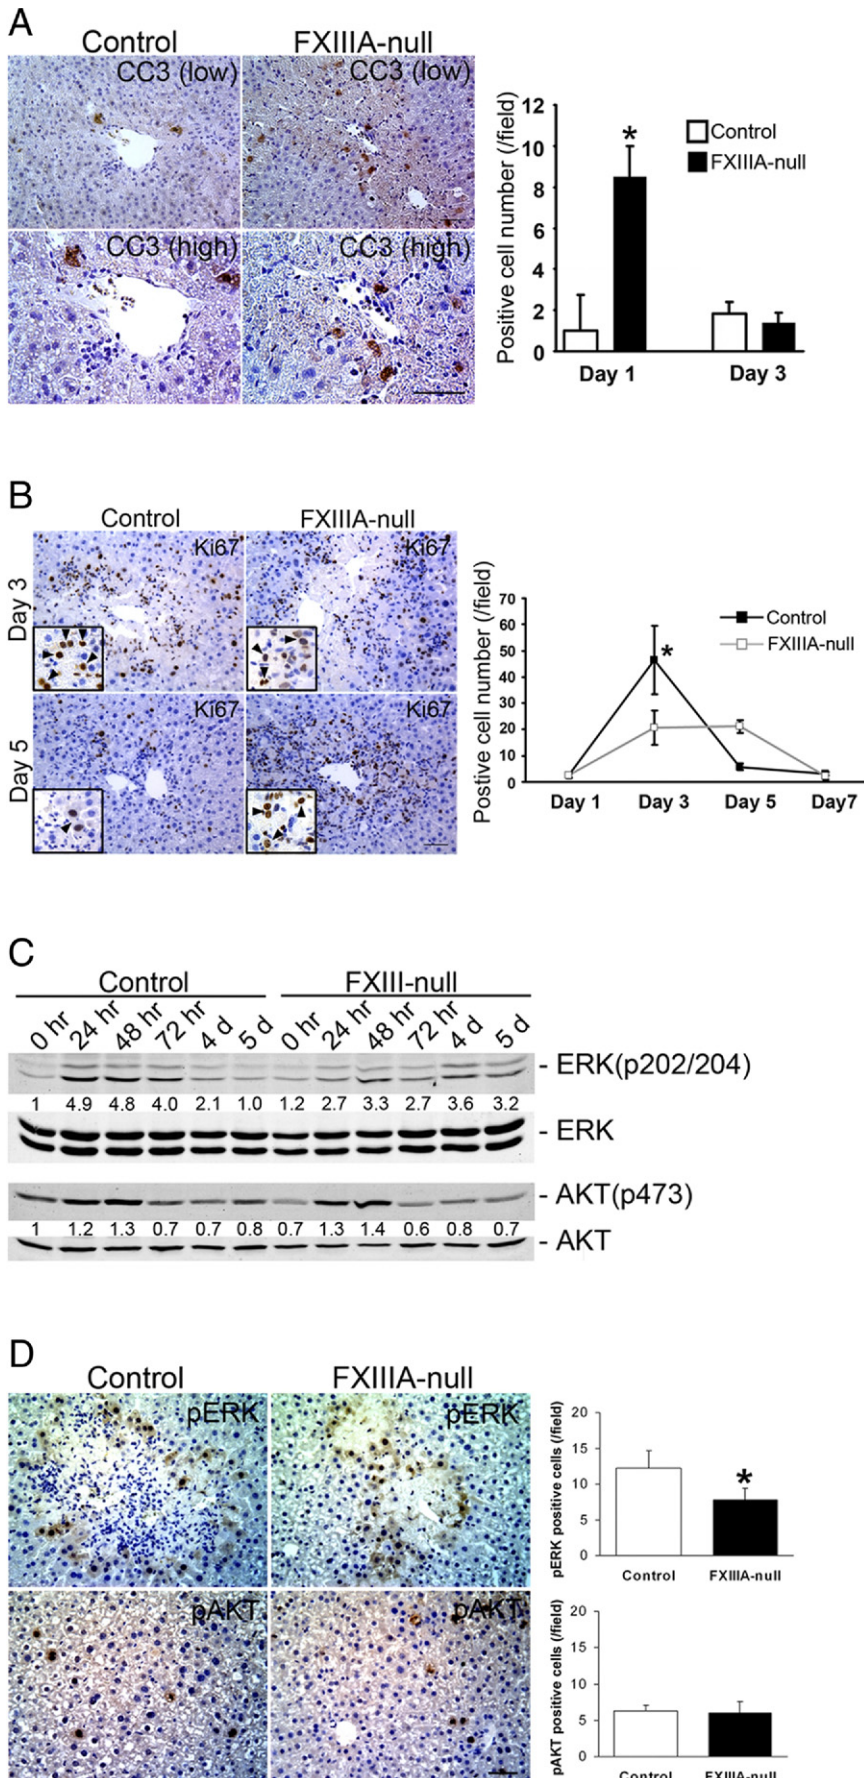 A
Control FXIIIA-null
CC3 (low) CC3 (low)
CC3 (high) CC3 (high)
Positive cell number (/field)
12
10
8
6
4
2
0
Control
FXIIIA-null
*
Day 1 Day 3
B
Control FXIIIA-null
Day 3
Ki67 Ki67
Day 5
Ki67 Ki67
Postive cell number (/field)
70
60
50
40
30
20
10
0
Control
FXIIIA-null
*
Day 1 Day 3 Day 5 Day7
C
Control FXIII-null
0 hr 24 hr 48 hr 72 hr 4 d 5 d 0 hr 24 hr 48 hr 72 hr 4 d 5 d
- ERK(p202/204)
1 4.9 4.8 4.0 2.1 1.0 1.2 2.7 3.3 2.7 3.6 3.2
- ERK
- AKT(p473)
1 1.2 1.3 0.7 0.7 0.8 0.7 1.3 1.4 0.6 0.8 0.7
- AKT
D
Control FXIIIA-null
pERK pERK
pERK positive cells (/field)
20
15
10
5
0
*
Control FXIIIA-null
pAKT pAKT
pAKT positive cells (/field)
20
15
10
5
0
Control FXIIIA-null